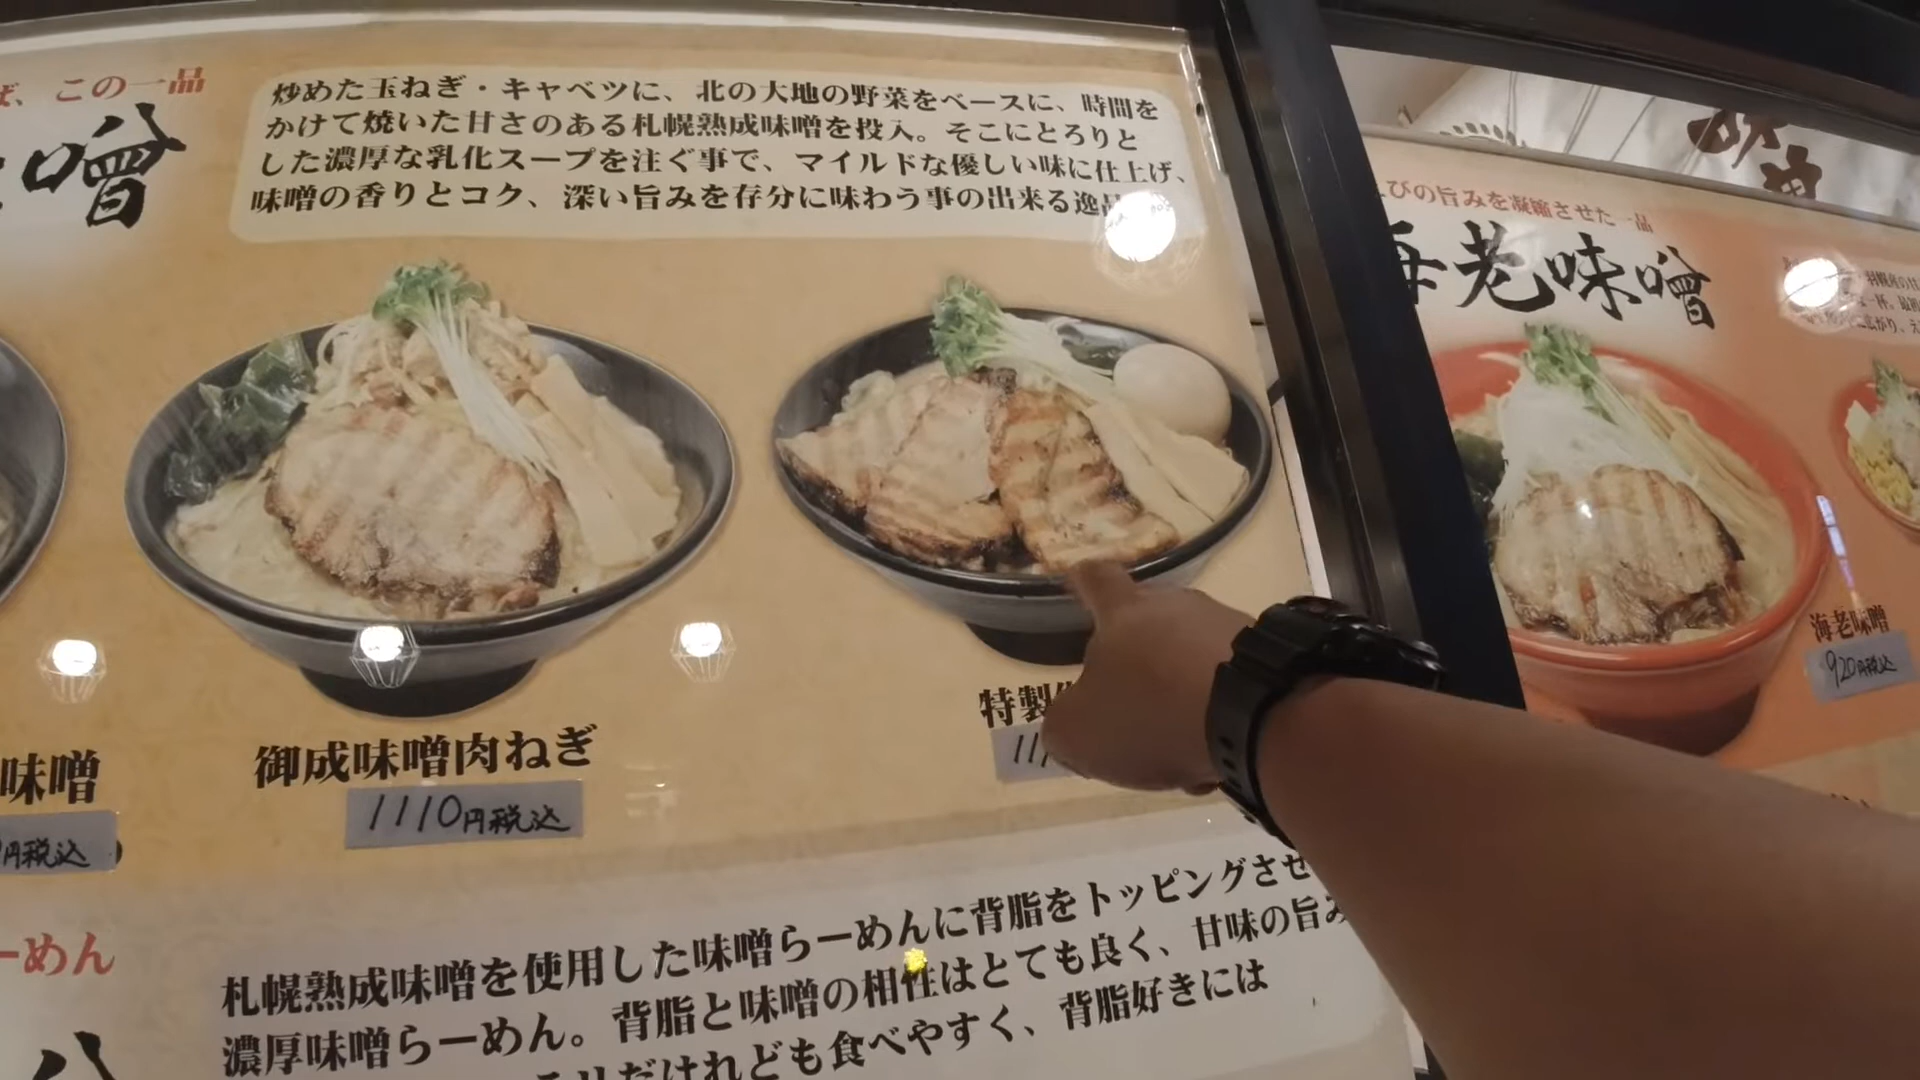 ば、この一品
噌
炒めた玉ねぎ・キャベツに、北の大地の野菜をベースに、時間を
かけて焼いた甘さのある札幌熟成味噌を投入。そこにとろりと
した濃厚な乳化スープを注ぐ事で、マイルドな優しい味に仕上げ、
味噌の香りとコク、深い旨みを存分に味わう事の出来る逸品
味噌
円税込
御成味噌肉ねぎ
1110円税込
特製
11
びの旨みを凝縮させた一品
海老味噌
海老味噌
920円税込
ーめん
札幌熟成味噌を使用した味噌らーめんに背脂をトッピングさせ
濃厚味噌らーめん。背脂と味噌の相性はとても良く、甘味の旨み
だけれども食べやすく、背脂好きには